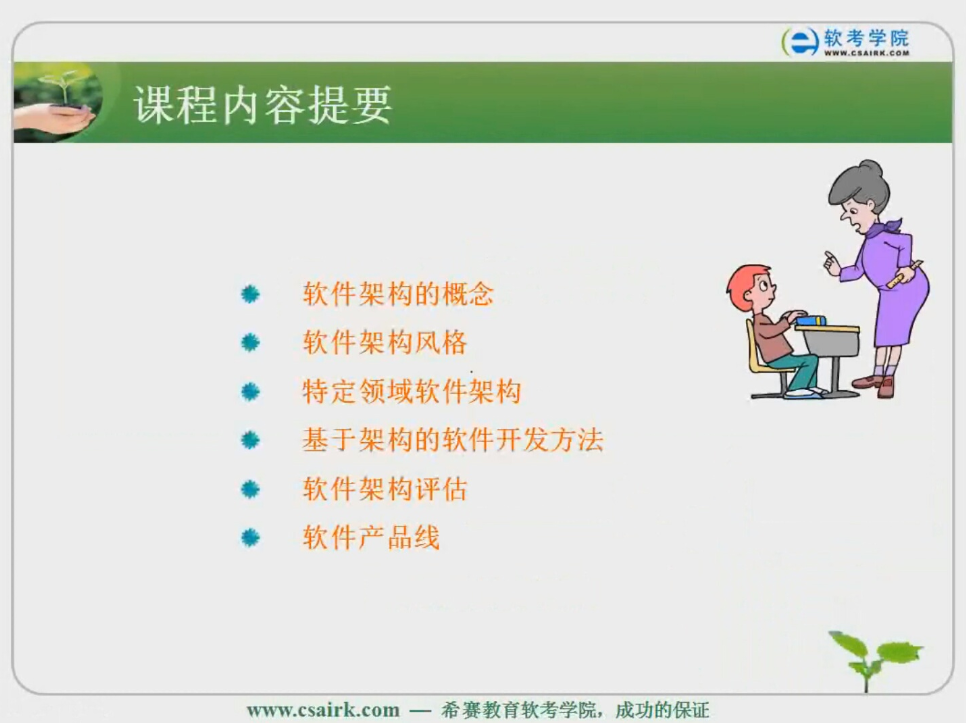 软考学院
WWW.CSAIRK.COM
课程内容提要
软件架构的概念
软件架构风格
特定领域软件架构
基于架构的软件开发方法
软件架构评估
软件产品线
www.csairk.com — 希赛教育软考学院，成功的保证